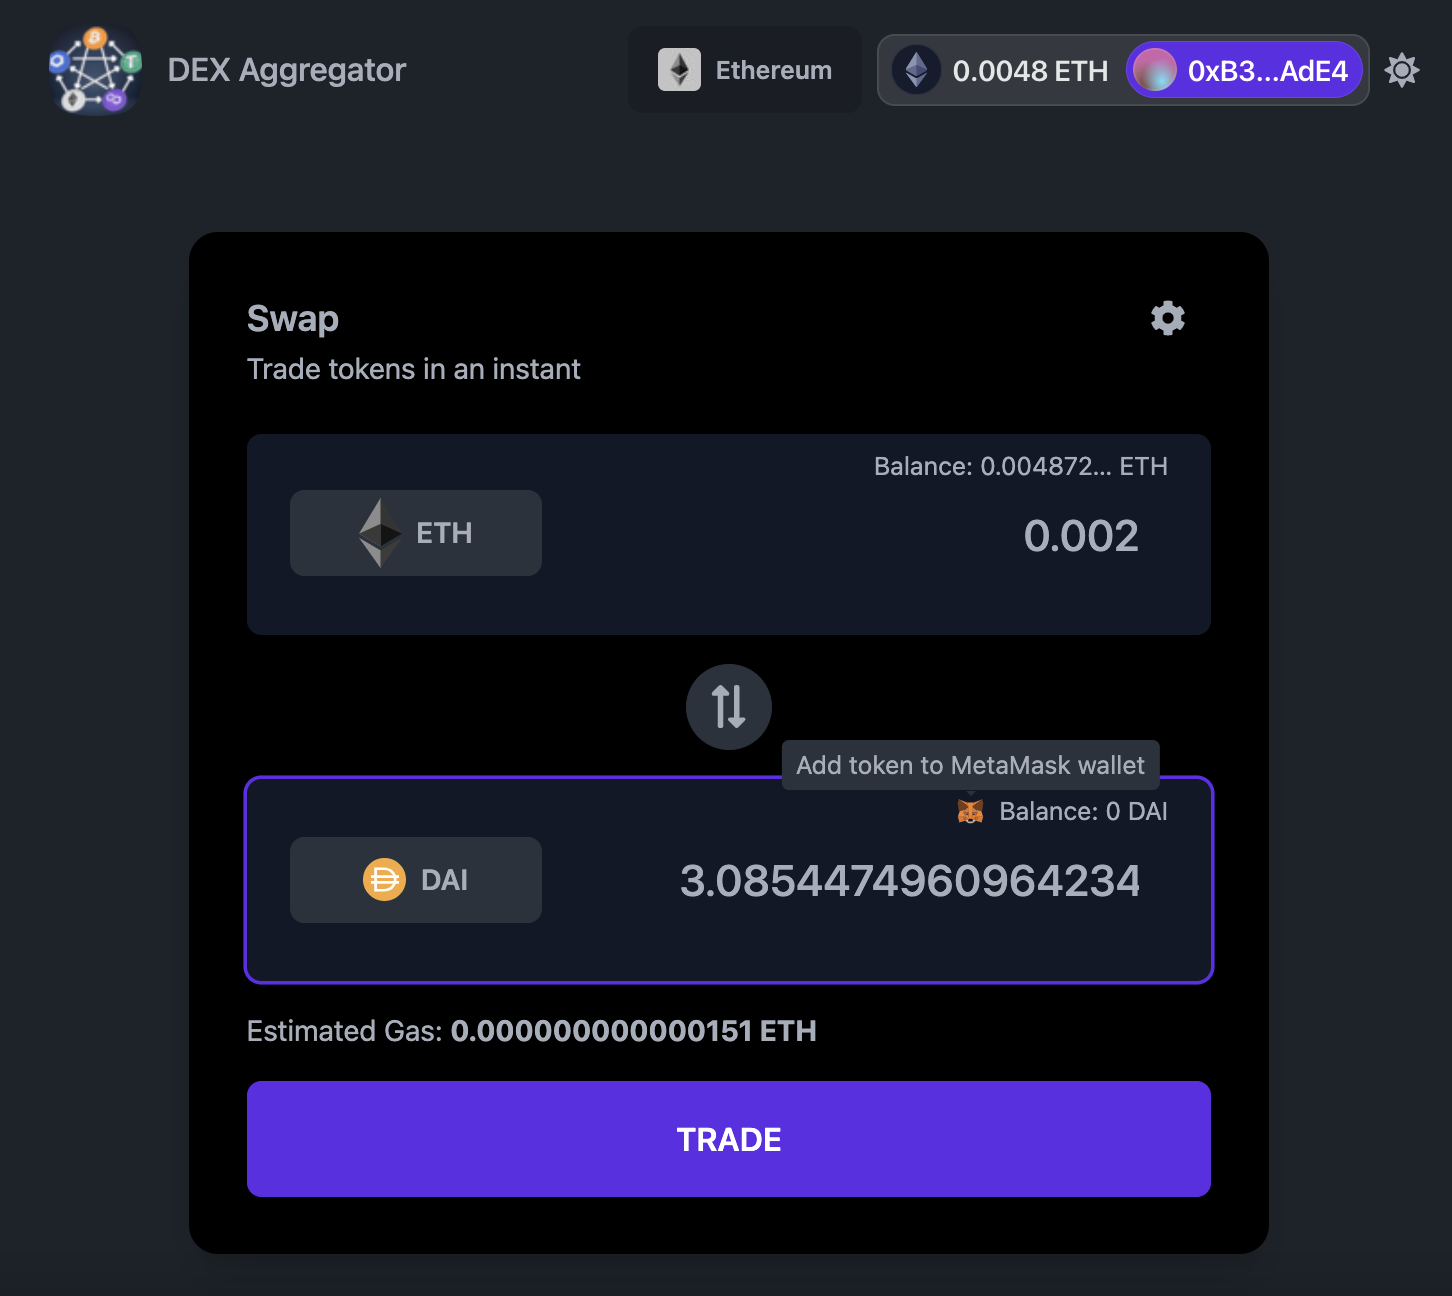 DEX Aggregator
Ethereum
0.0048 ETH
0xB3...AdE4
Swap
Trade tokens in an instant
Balance: 0.004872... ETH
ETH
0.002
Add token to MetaMask wallet
Balance: 0 DAI
DAI
3.0854474960964234
Estimated Gas: 0.000000000000151 ETH
TRADE